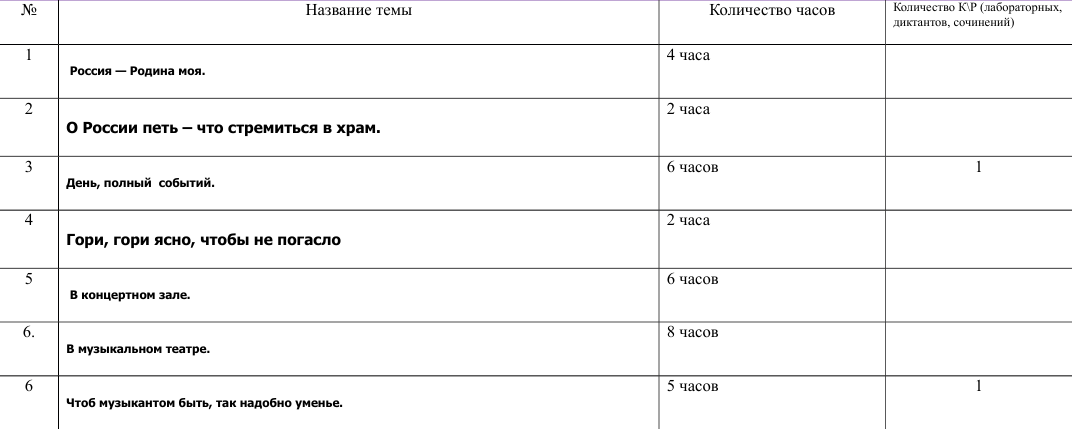 № Название темы Количество часов Количество К\Р (лабораторных,
диктантов, сочинений)
1 Россия — Родина моя. 4 часа
2 О России петь – что стремиться в храм. 2 часа
3 День, полный событий. 6 часов 1
4 Гори, гори ясно, чтобы не погасло 2 часа
5 В концертном зале. 6 часов
6. В музыкальном театре. 8 часов
6 Чтоб музыкантом быть, так надобно уменье. 5 часов 1